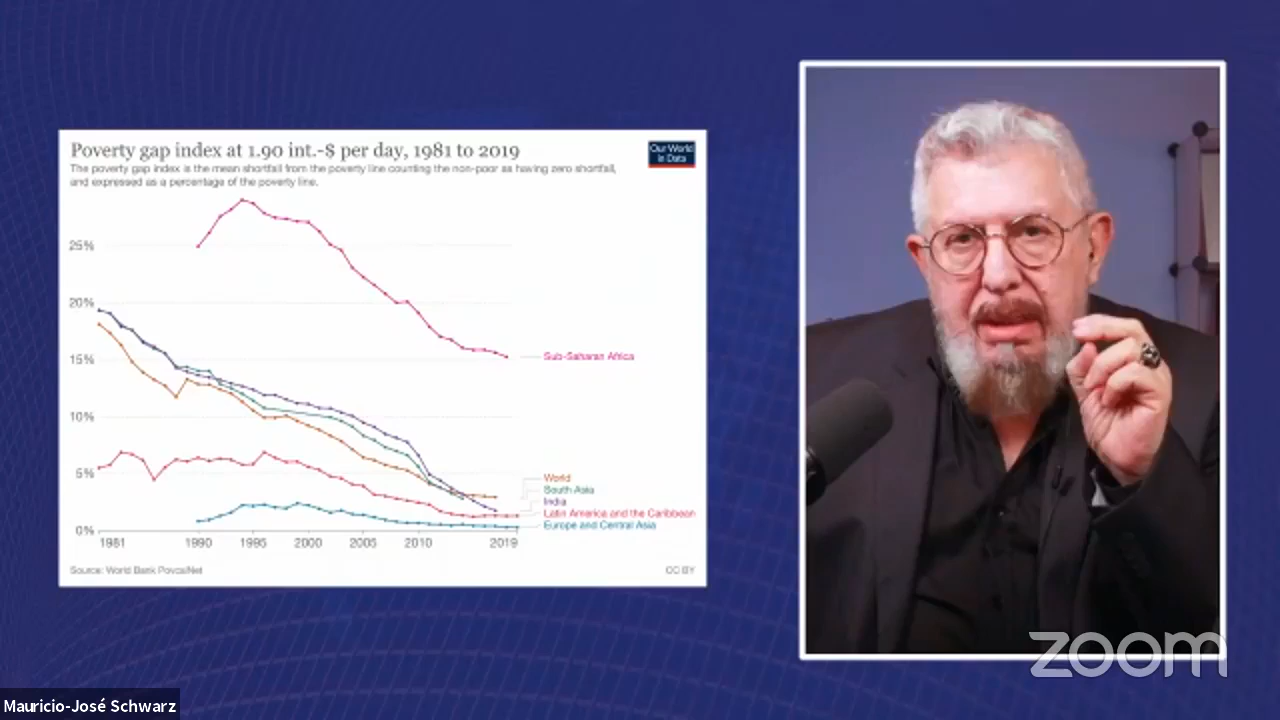 Poverty gap index at 1.90 int.-$ per day, 1981 to 2019
The poverty gap index is the mean shortfall from the poverty line counting the non-poor as having zero shortfall,
and expressed as a percentage of the poverty line.
Our World
in Data
25%
20%
15%
10%
5%
0%
Sub-Saharan Africa
World
South Asia
India
Latin America and the Caribbean
Europe and Central Asia
1981 1990 1995 2000 2005 2010 2019
Source: World Bank PovcalNet
CC BY
zoom
Mauricio-José Schwarz